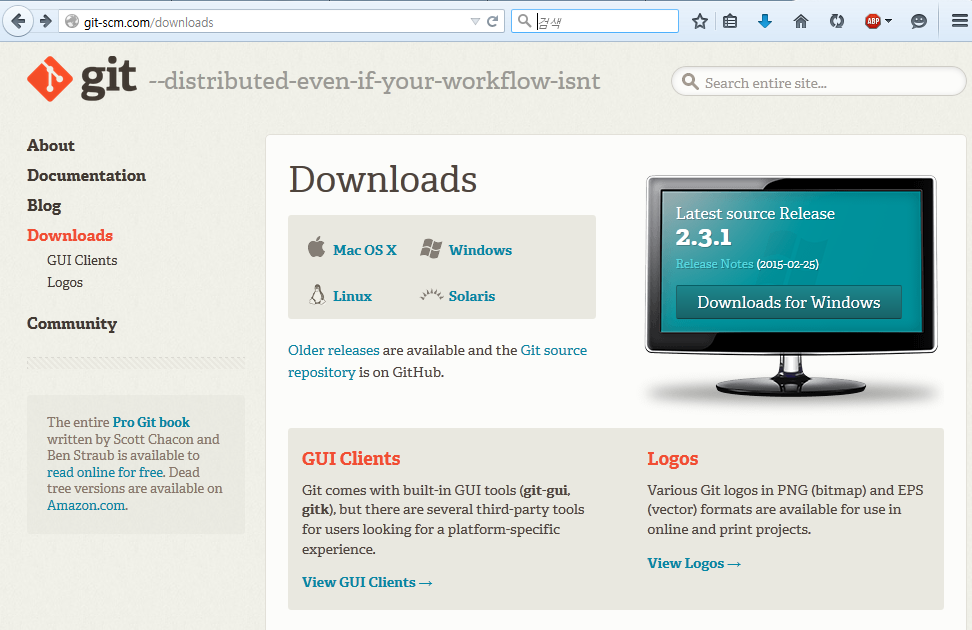 git-scm.com/downloads
검색
ABP
git --distributed-even-if-your-workflow-isnt
Search entire site...
About
Documentation
Blog
Downloads
GUI Clients
Logos
Community
The entire Pro Git book
written by Scott Chacon and
Ben Straub is available to
read online for free. Dead
tree versions are available on
Amazon.com.
Downloads
Mac OS X
Windows
Linux
Solaris
Older releases are available and the Git source
repository is on GitHub.
Latest source Release
2.3.1
Release Notes (2015-02-25)
Downloads for Windows
GUI Clients
Git comes with built-in GUI tools (git-gui,
gitk), but there are several third-party tools
for users looking for a platform-specific
experience.
View GUI Clients →
Logos
Various Git logos in PNG (bitmap) and EPS
(vector) formats are available for use in
online and print projects.
View Logos →